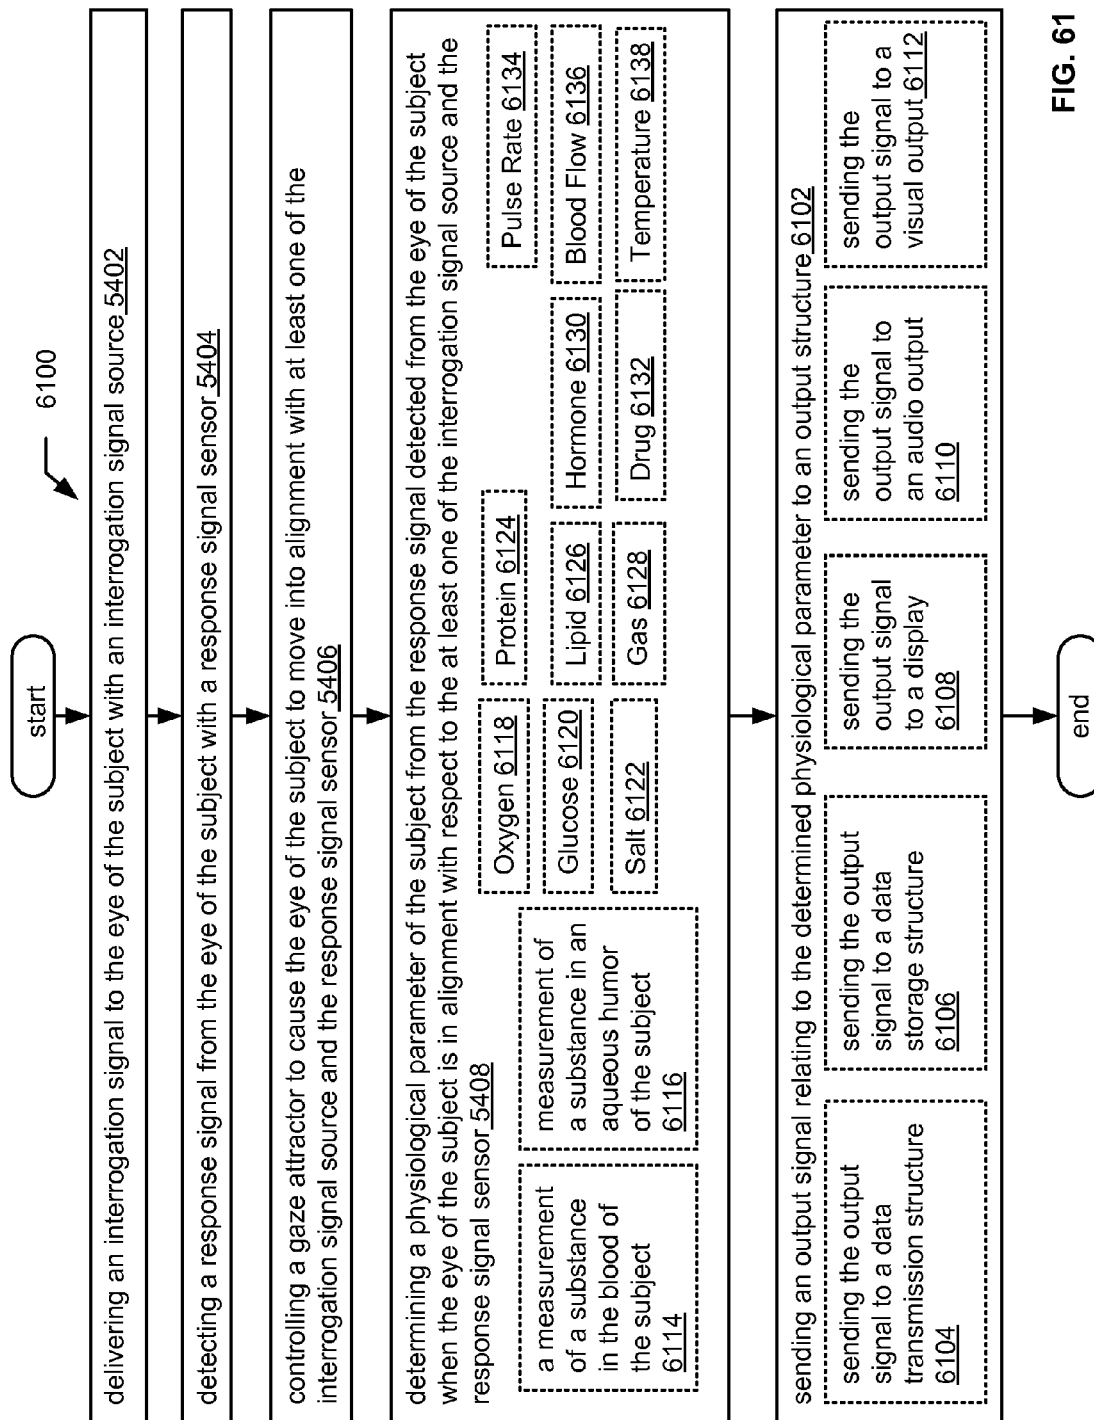 6100
start
delivering an interrogation signal to the eye of the subject with an interrogation signal source 5402
detecting a response signal from the eye of the subject with a response signal sensor 5404
controlling a gaze attractor to cause the eye of the subject to move into alignment with at least one of the
interrogation signal source and the response signal sensor 5406
determining a physiological parameter of the subject from the response signal detected from the eye of the subject
when the eye of the subject is in alignment with respect to the at least one of the interrogation signal source and the
response signal sensor 5408
a measurement
of a substance
in the blood of
the subject
6114
measurement of
a substance in an
aqueous humor
of the subject
6116
Oxygen 6118
Glucose 6120
Salt 6122
Protein 6124
Lipid 6126
Gas 6128
Hormone 6130
Drug 6132
Pulse Rate 6134
Blood Flow 6136
Temperature 6138
sending an output signal relating to the determined physiological parameter to an output structure 6102
sending the output
signal to a data
transmission structure
6104
sending the output
signal to a data
storage structure
6106
sending the
output signal
to a display
6108
sending the
output signal to
an audio output
6110
sending the
output signal to a
visual output 6112
end
FIG. 61